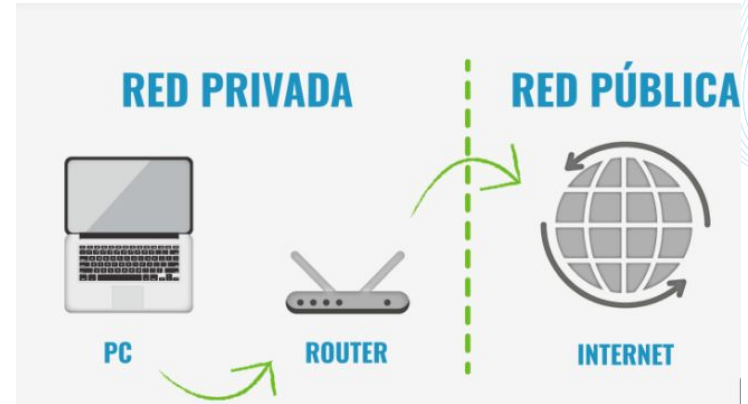 RED PRIVADA
RED PÚBLICA
PC
ROUTER
INTERNET